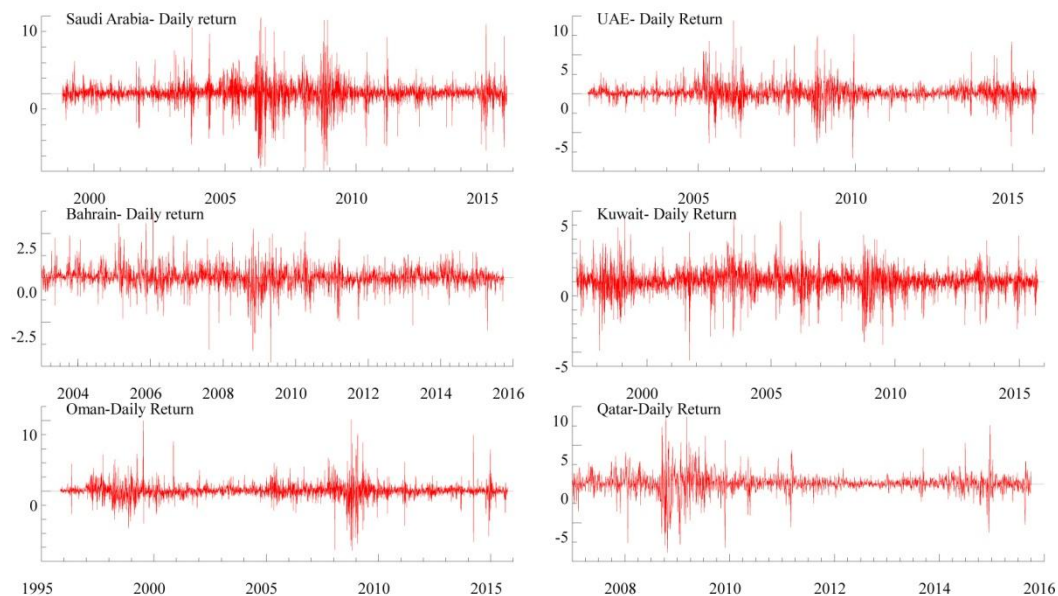 Saudi Arabia- Daily return
10
0
2000 2005 2010 2015
UAE- Daily Return
5
0
-5
2005 2010 2015
Bahrain- Daily return
2.5
0.0
-2.5
2004 2006 2008 2010 2012 2014 2016
Kuwait- Daily Return
5
0
-5
2000 2005 2010 2015
Oman-Daily Return
10
0
1995 2000 2005 2010 2015
Qatar-Daily Return
5
0
-5
2008 2010 2012 2014 2016